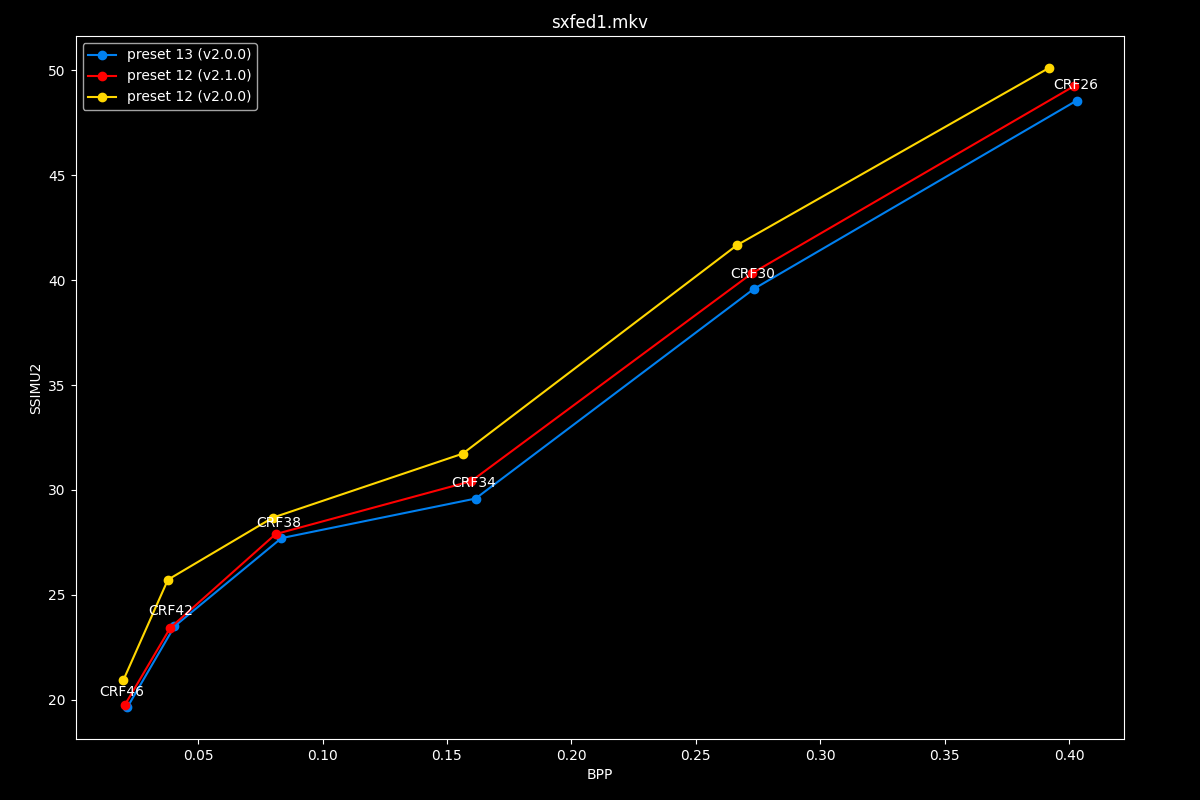 sxfed1.mkv
preset 13 (v2.0.0)
preset 12 (v2.1.0)
preset 12 (v2.0.0)
50
45
40
35
30
25
20
SSIMU2
CRF26
CRF30
CRF34
CRF38
CRF42
CRF46
0.05 0.10 0.15 0.20 0.25 0.30 0.35 0.40
BPP